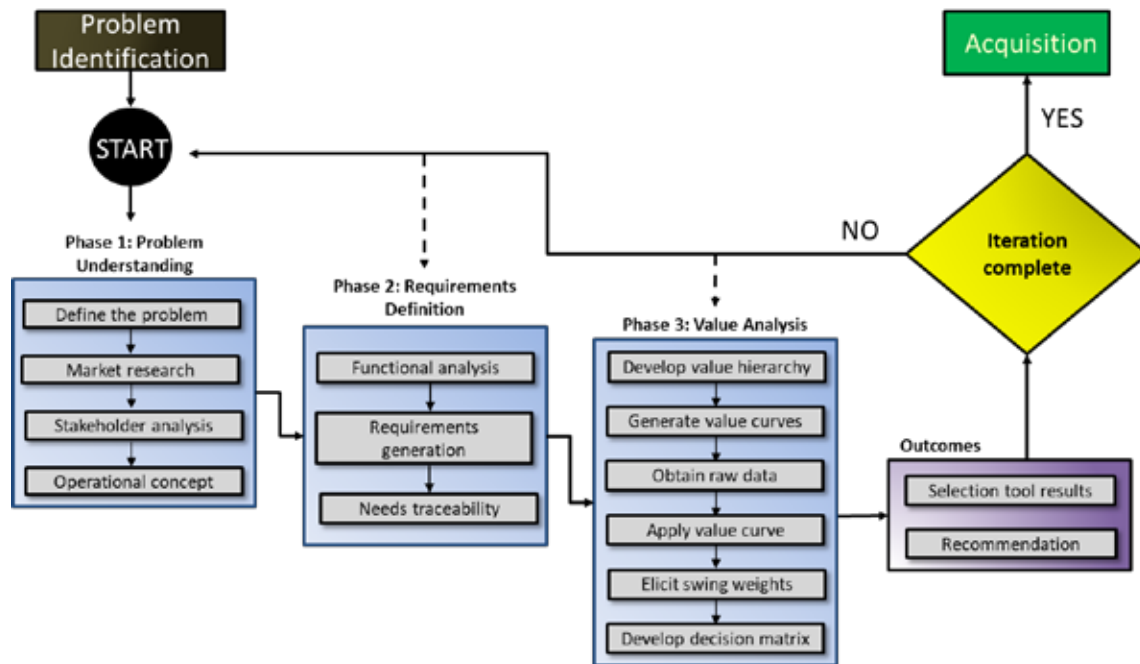 Problem
Identification
START
Acquisition
YES
NO
Iteration
complete
Phase 1: Problem
Understanding
Define the problem
Market research
Stakeholder analysis
Operational concept
Phase 2: Requirements
Definition
Functional analysis
Requirements
generation
Needs traceability
Phase 3: Value Analysis
Develop value hierarchy
Generate value curves
Obtain raw data
Apply value curve
Elicit swing weights
Develop decision matrix
Outcomes
Selection tool results
Recommendation